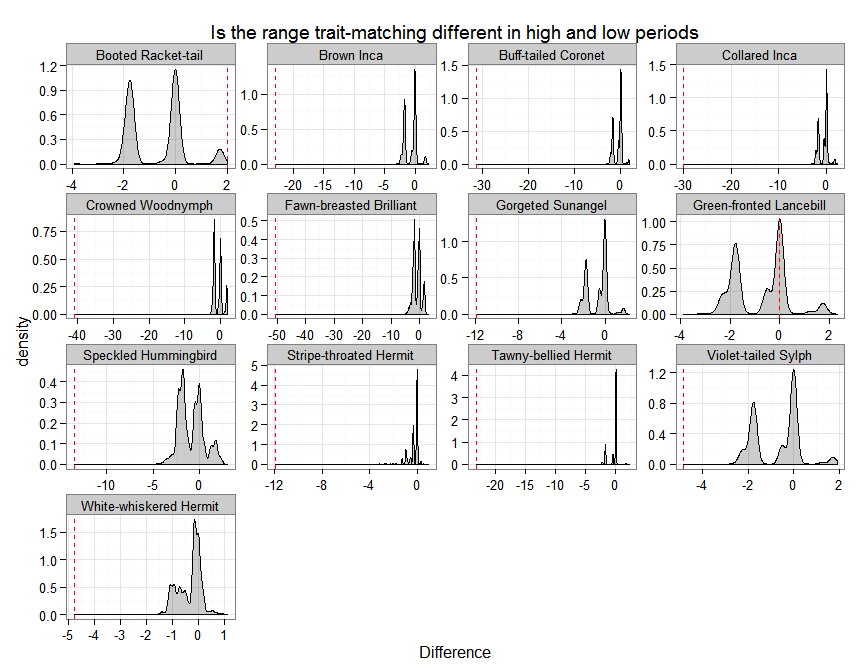 Is the range trait-matching different in high and low periods
Booted Racket-tail
Brown Inca
Buff-tailed Coronet
Collared Inca
1.2
0.9
0.6
0.3
0.0
-4 -2 0 2
1.0
0.5
0.0
-20 -15 -10 -5 0
1.5
1.0
0.5
0.0
-30 -20 -10 0
1.5
1.0
0.5
0.0
-30 -20 -10 0
Crowned Woodnymph
Fawn-breasted Brilliant
Gorgeted Sunangel
Green-fronted Lancebill
0.75
0.50
0.25
0.00
-40 -30 -20 -10 0
0.5
0.4
0.3
0.2
0.1
0.0
-50 -40 -30 -20 -10 0
1.0
0.5
0.0
-12 -8 -4 0
1.00
0.75
0.50
0.25
0.00
-4 -2 0 2
density
Speckled Hummingbird
Stripe-throated Hermit
Tawny-bellied Hermit
Violet-tailed Sylph
0.4
0.3
0.2
0.1
0.0
-10 -5 0
5
4
3
2
1
0
-12 -8 -4 0
4
3
2
1
0
-20 -15 -10 -5 0
1.2
0.8
0.4
0.0
-4 -2 0 2
White-whiskered Hermit
1.5
1.0
0.5
0.0
-5 -4 -3 -2 -1 0 1
Difference